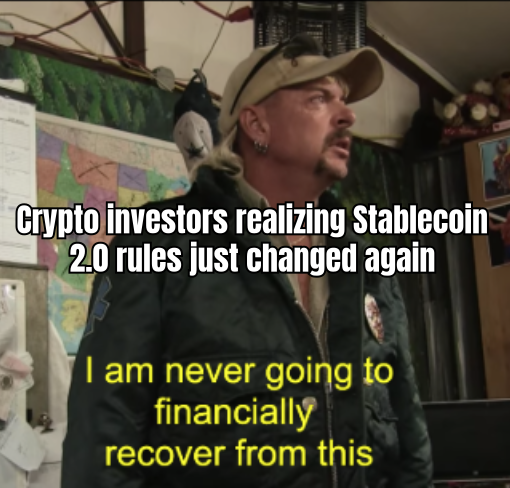 Crypto investors realizing Stablecoin
2.0 rules just changed again
I am never going to
financially
recover from this